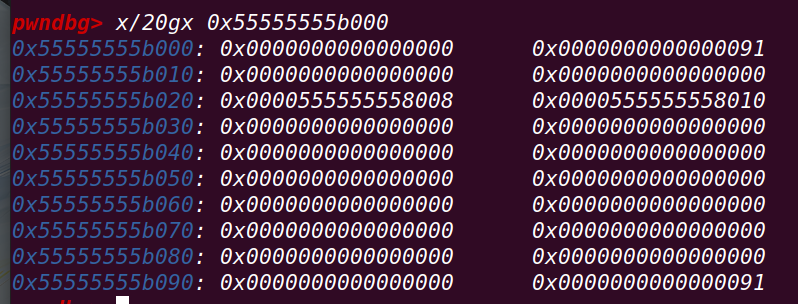 pwndbg> x/20gx 0x55555555b000
0x55555555b000: 0x0000000000000000 0x0000000000000091
0x55555555b010: 0x0000000000000000 0x0000000000000000
0x55555555b020: 0x0000555555558008 0x0000555555558010
0x55555555b030: 0x0000000000000000 0x0000000000000000
0x55555555b040: 0x0000000000000000 0x0000000000000000
0x55555555b050: 0x0000000000000000 0x0000000000000000
0x55555555b060: 0x0000000000000000 0x0000000000000000
0x55555555b070: 0x0000000000000000 0x0000000000000000
0x55555555b080: 0x0000000000000000 0x0000000000000000
0x55555555b090: 0x0000000000000000 0x0000000000000091